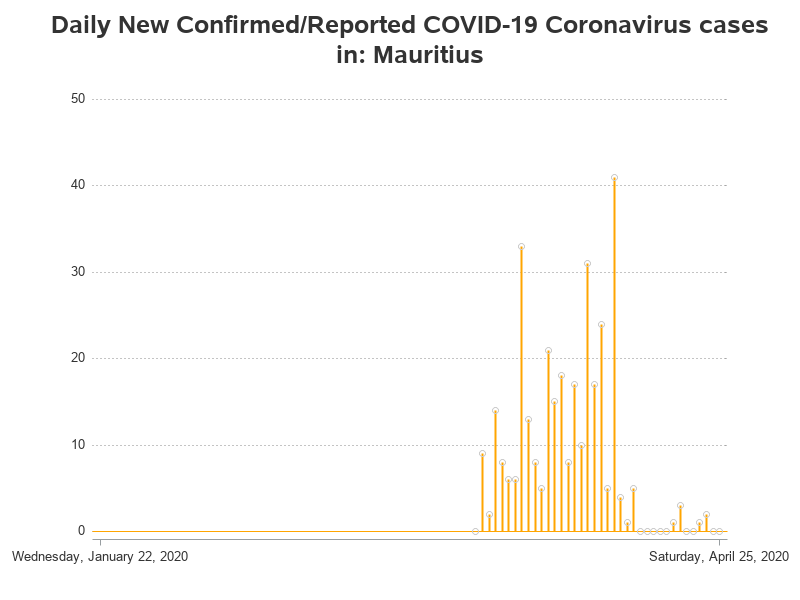 Daily New Confirmed/Reported COVID-19 Coronavirus cases
in: Mauritius
50
40
30
20
10
0
Wednesday, January 22, 2020
Saturday, April 25, 2020